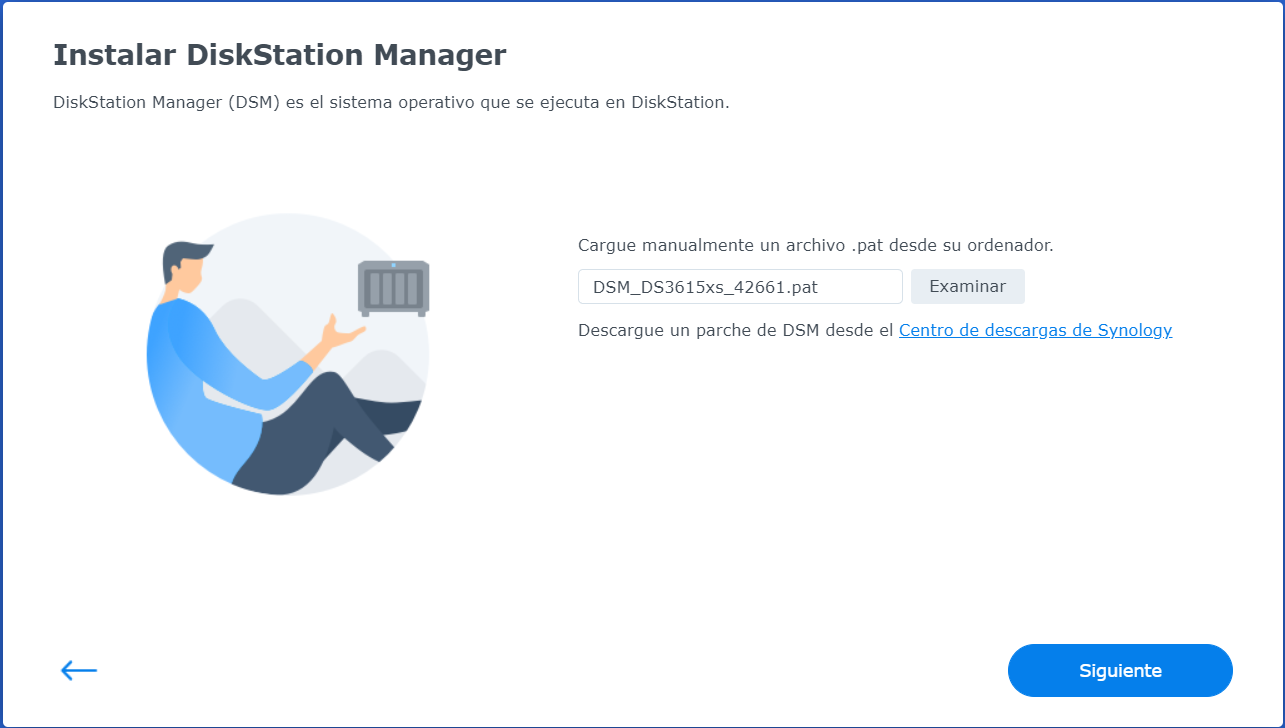 Instalar DiskStation Manager
DiskStation Manager (DSM) es el sistema operativo que se ejecuta en DiskStation.
Cargue manualmente un archivo .pat desde su ordenador.
DSM_DS3615xs_42661.pat
Examinar
Descargue un parche de DSM desde el Centro de descargas de Synology
Siguiente